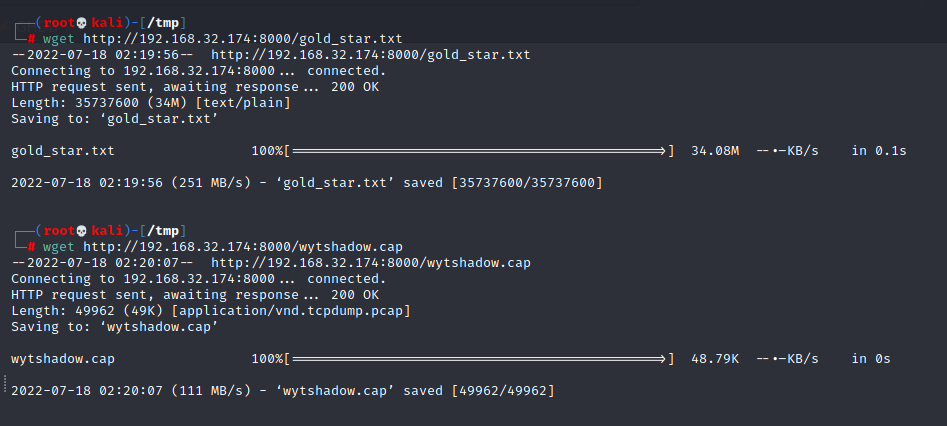 ┌──(root💀kali)-[/tmp]
└─# wget http://192.168.32.174:8000/gold_star.txt
--2022-07-18 02:19:56-- http://192.168.32.174:8000/gold_star.txt
Connecting to 192.168.32.174:8000... connected.
HTTP request sent, awaiting response... 200 OK
Length: 35737600 (34M) [text/plain]
Saving to: ‘gold_star.txt’
gold_star.txt 100%[===============================================>] 34.08M --.-KB/s in 0.1s
2022-07-18 02:19:56 (251 MB/s) - ‘gold_star.txt’ saved [35737600/35737600]
┌──(root💀kali)-[/tmp]
└─# wget http://192.168.32.174:8000/wytshadow.cap
--2022-07-18 02:20:07-- http://192.168.32.174:8000/wytshadow.cap
Connecting to 192.168.32.174:8000... connected.
HTTP request sent, awaiting response... 200 OK
Length: 49962 (49K) [application/vnd.tcpdump.pcap]
Saving to: ‘wytshadow.cap’
wytshadow.cap 100%[===============================================>] 48.79K --.-KB/s in 0s
2022-07-18 02:20:07 (111 MB/s) - ‘wytshadow.cap’ saved [49962/49962]